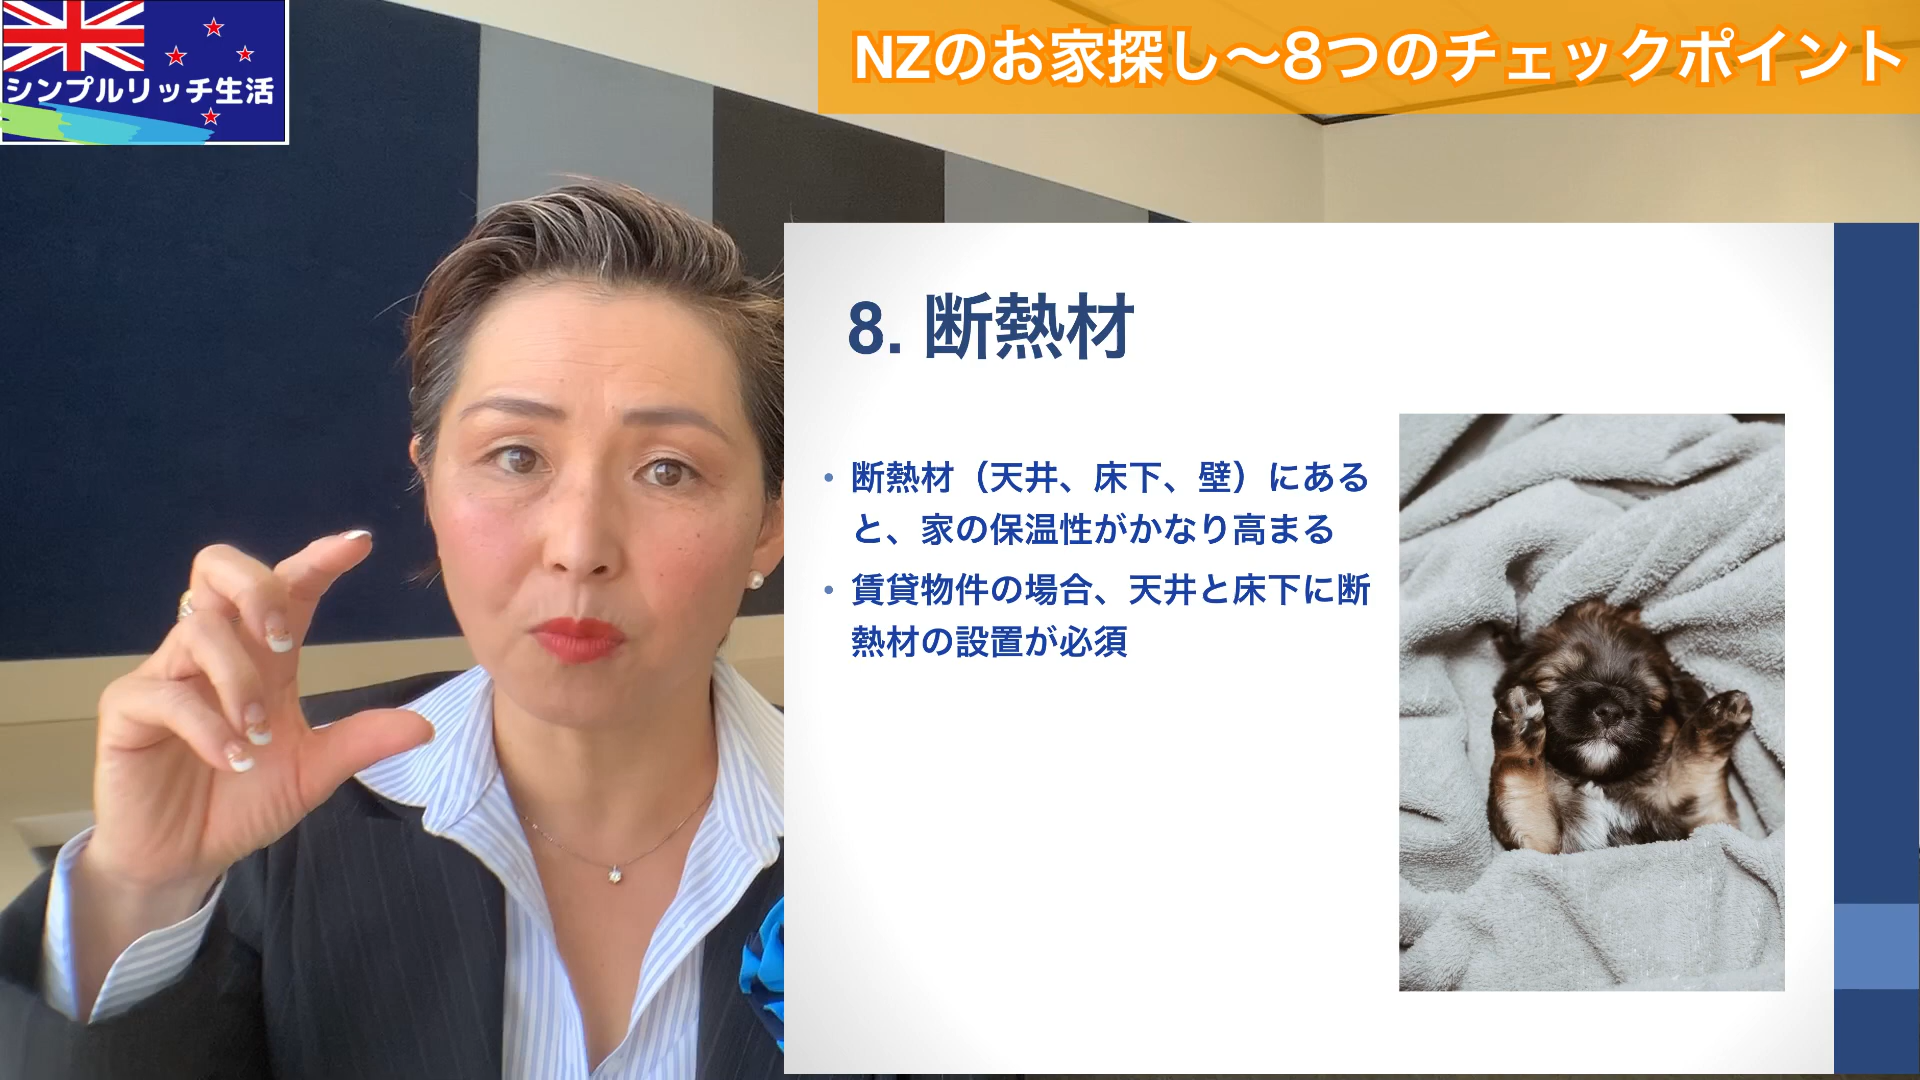 シンプルリッチ生活
NZのお家探し〜8つのチェックポイント
8. 断熱材
• 断熱材（天井、床下、壁）にある
と、家の保温性がかなり高まる
• 賃貸物件の場合、天井と床下に断
熱材の設置が必須